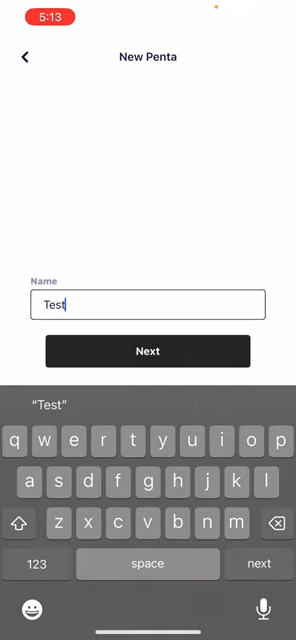 5:13
New Penta
Name
Test
Next
"Test"
q w e r t y u i o p
a s d f g h j k l
z x c v b n m
123 space next